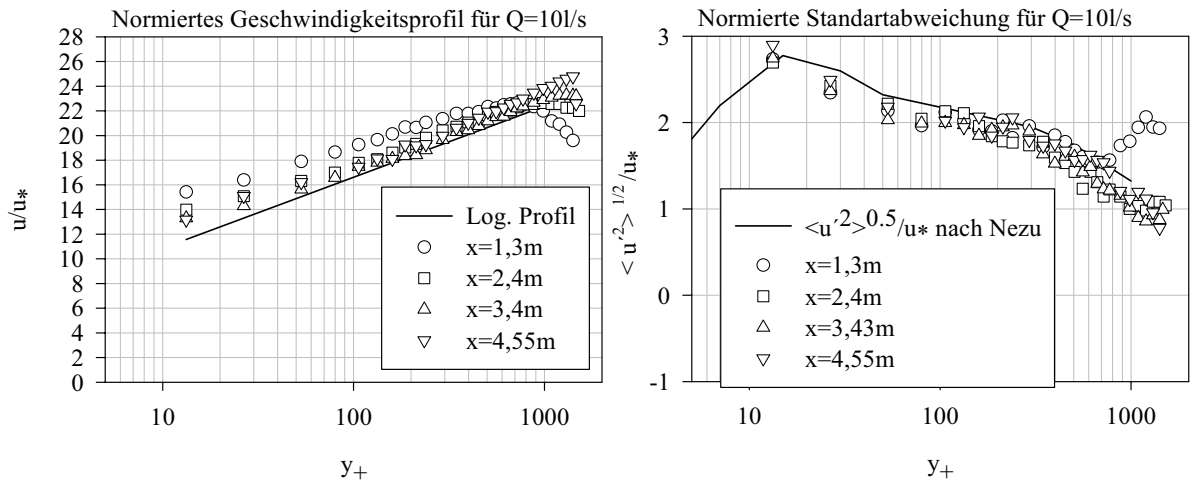 Normiertes Geschwindigkeitsprofil für Q=10l/s
28
26
24
22
20
18
16
14
12
10
8
6
4
2
0
u/u*
10
100
1000
y+
Log. Profil
x=1,3m
x=2,4m
x=3,4m
x=4,55m
Normierte Standartabweichung für Q=10l/s
3
2
1
0
-1
< u´²> 1/2 /u*
10
100
1000
y+
<u´²>0.5/u* nach Nezu
x=1,3m
x=2,4m
x=3,43m
x=4,55m